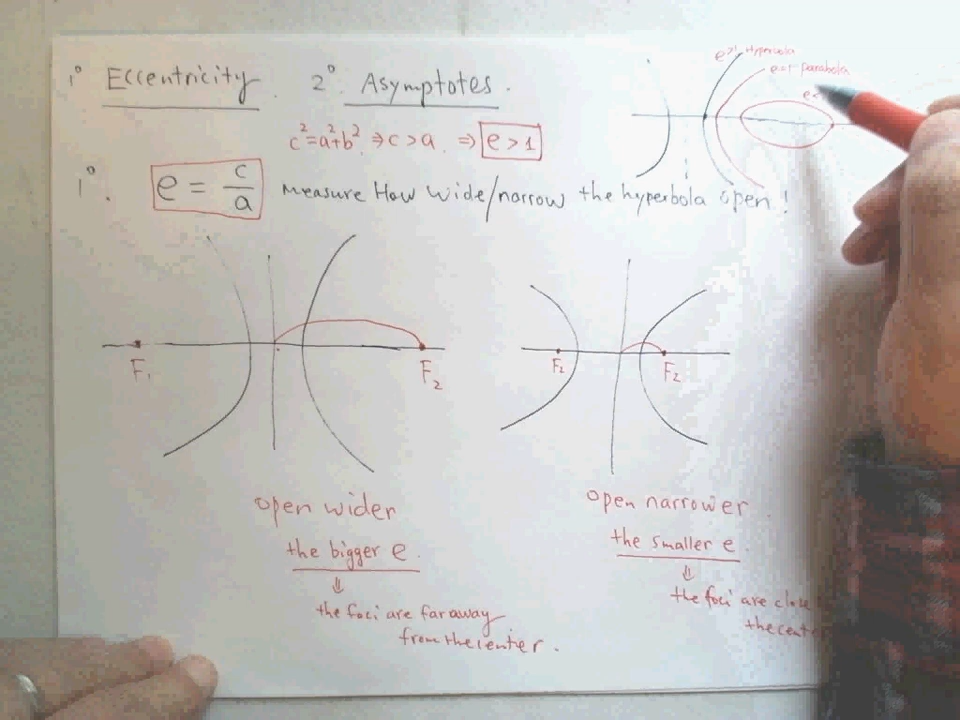 1° Eccentricity. 2° Asymptotes.
e>1 Hyperbola
e=1 parabola
e<
c²=a²+b² ⇒ c>a ⇒ e>1
1°. e = c/a measure How wide/narrow the hyperbola open!
F₁ F₂
F₂ F₂
open wider
the bigger e.
⇓
the foci are far away
from the center.
open narrower
the smaller e
⇓
the foci are close
the cent